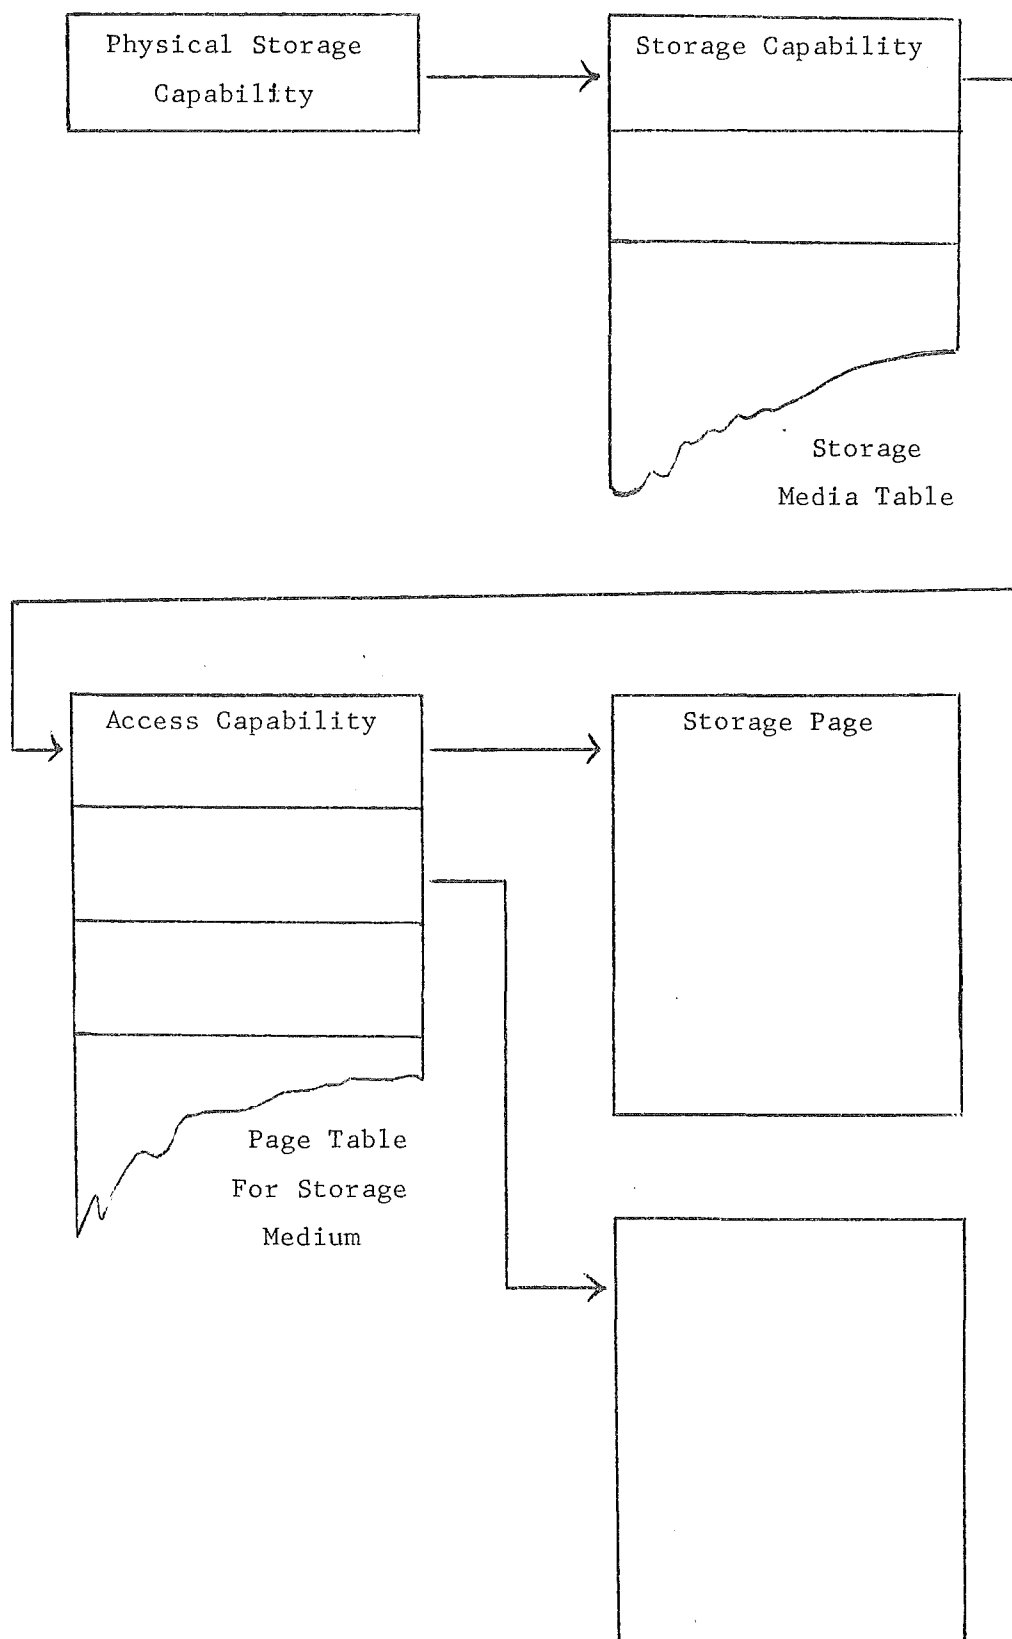 Physical Storage
Capability
Storage Capability
Storage
Media Table
Access Capability
Storage Page
Page Table
For Storage
Medium